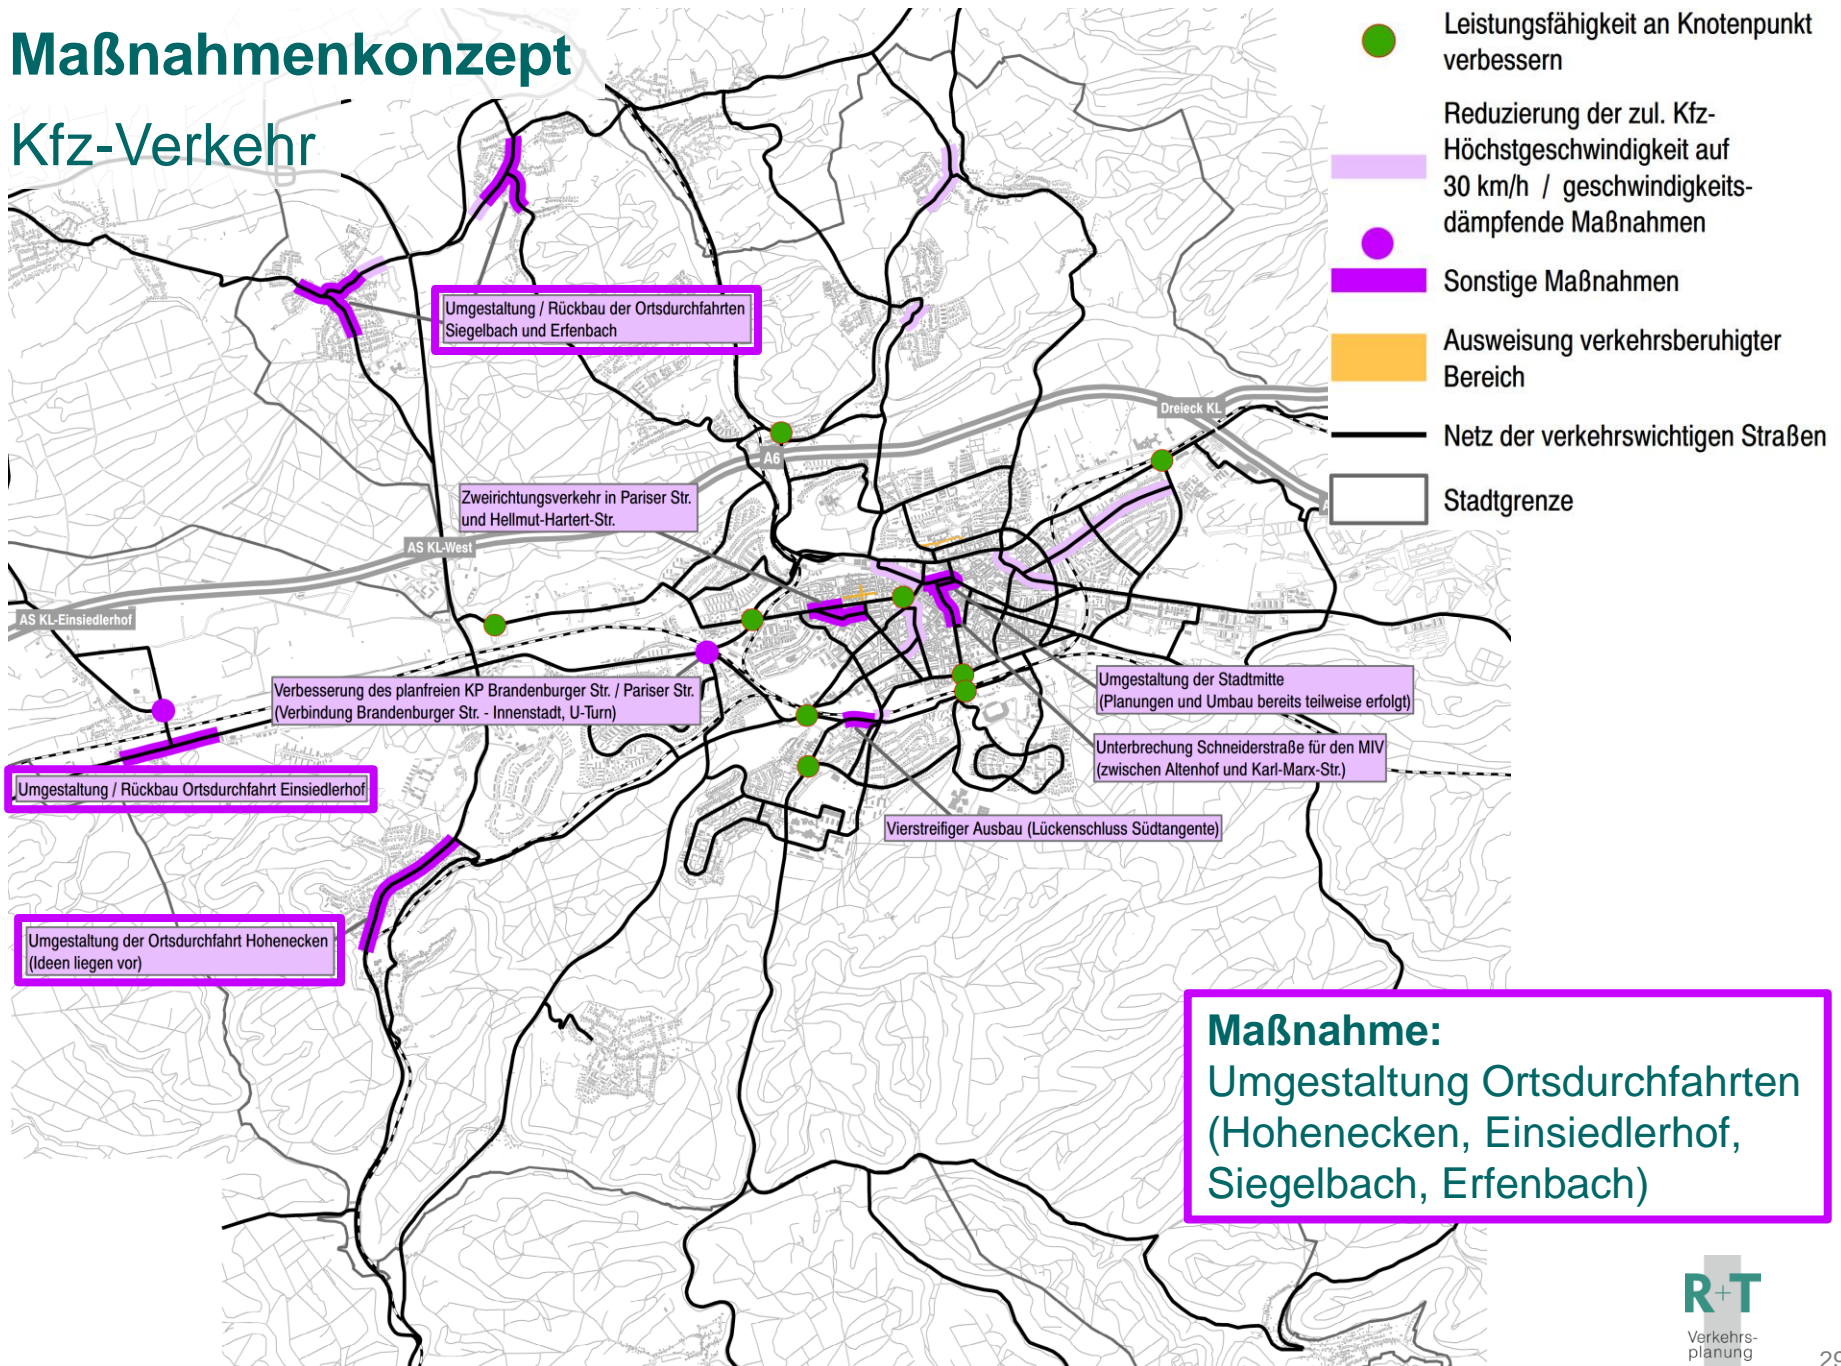 Maßnahmenkonzept
Kfz-Verkehr
Leistungsfähigkeit an Knotenpunkt
verbessern
Reduzierung der zul. Kfz-
Höchstgeschwindigkeit auf
30 km/h / geschwindigkeits-
dämpfende Maßnahmen
Sonstige Maßnahmen
Ausweisung verkehrsberuhigter
Bereich
Netz der verkehrswichtigen Straßen
Stadtgrenze
Umgestaltung / Rückbau der Ortsdurchfahrten
Siegelbach und Erfenbach
Dreieck KL
A6
Zweirichtungsverkehr in Pariser Str.
und Hellmut-Hartert-Str.
AS KL-West
AS KL-Einsiedlerhof
Verbesserung des planfreien KP Brandenburger Str. / Pariser Str.
(Verbindung Brandenburger Str. - Innenstadt, U-Turn)
Umgestaltung der Stadtmitte
(Planungen und Umbau bereits teilweise erfolgt)
Unterbrechung Schneiderstraße für den MIV
(zwischen Altenhof und Karl-Marx-Str.)
Umgestaltung / Rückbau Ortsdurchfahrt Einsiedlerhof
Vierstreifiger Ausbau (Lückenschluss Südtangente)
Umgestaltung der Ortsdurchfahrt Hohenecken
(Ideen liegen vor)
Maßnahme:
Umgestaltung Ortsdurchfahrten
(Hohenecken, Einsiedlerhof,
Siegelbach, Erfenbach)
R+T
Verkehrs-
planung
29